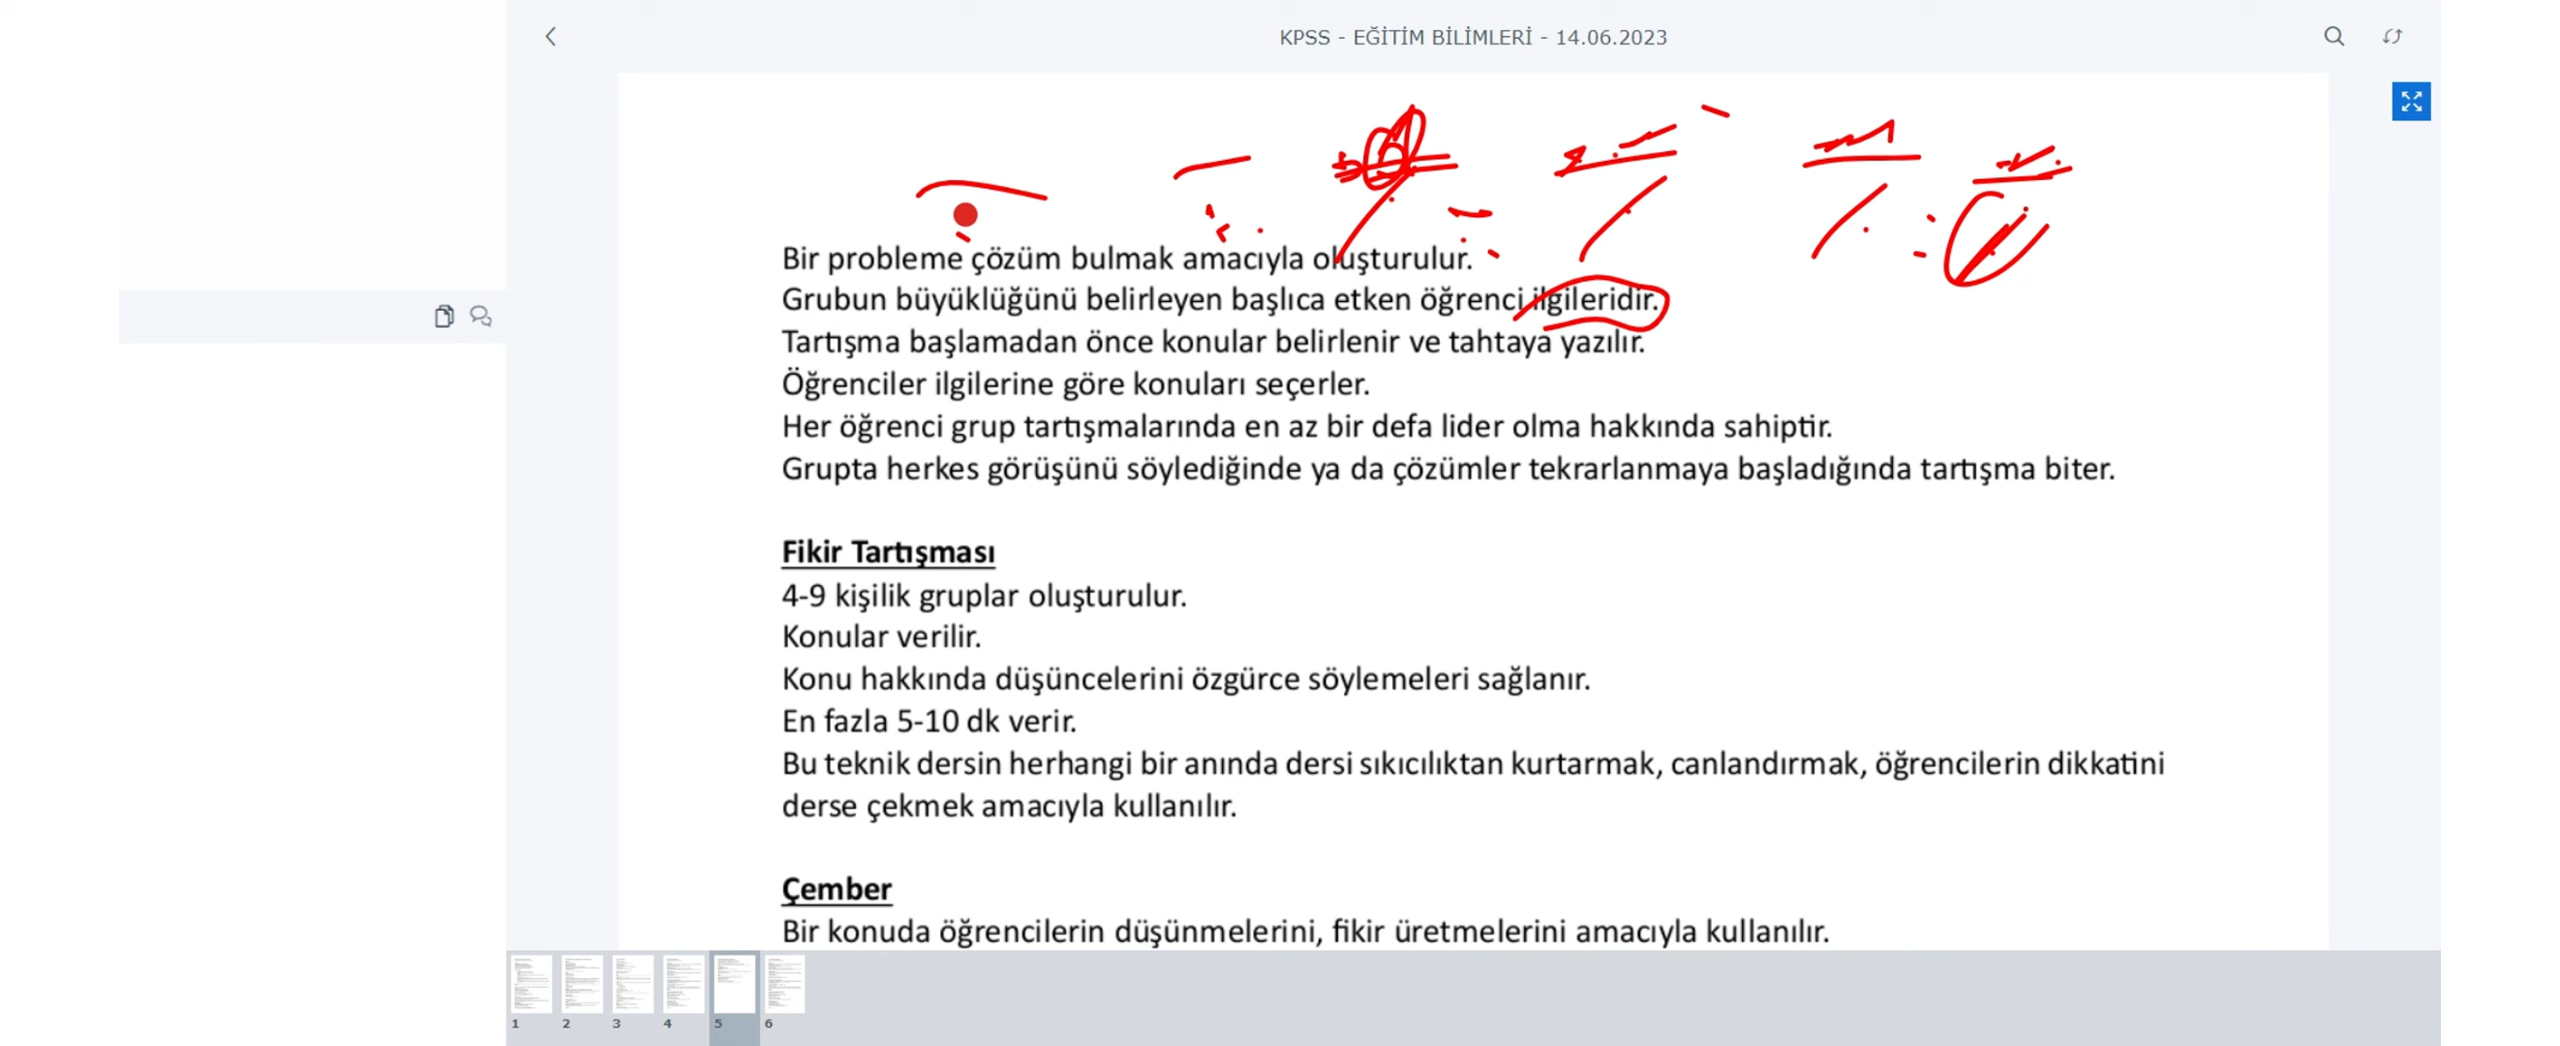 KPSS - EĞİTİM BİLİMLERİ - 14.06.2023
Bir probleme çözüm bulmak amacıyla oluşturulur.
Grubun büyüklüğünü belirleyen başlıca etken öğrenci ilgileridir.
Tartışma başlamadan önce konular belirlenir ve tahtaya yazılır.
Öğrenciler ilgilerine göre konuları seçerler.
Her öğrenci grup tartışmalarında en az bir defa lider olma hakkında sahiptir.
Grupta herkes görüşünü söylediğinde ya da çözümler tekrarlanmaya başladığında tartışma biter.
Fikir Tartışması
4-9 kişilik gruplar oluşturulur.
Konular verilir.
Konu hakkında düşüncelerini özgürce söylemeleri sağlanır.
En fazla 5-10 dk verir.
Bu teknik dersin herhangi bir anında dersi sıkıcılıktan kurtarmak, canlandırmak, öğrencilerin dikkatini
derse çekmek amacıyla kullanılır.
Çember
Bir konuda öğrencilerin düşünmelerini, fikir üretmelerini amacıyla kullanılır.
1 2 3 4 5 6